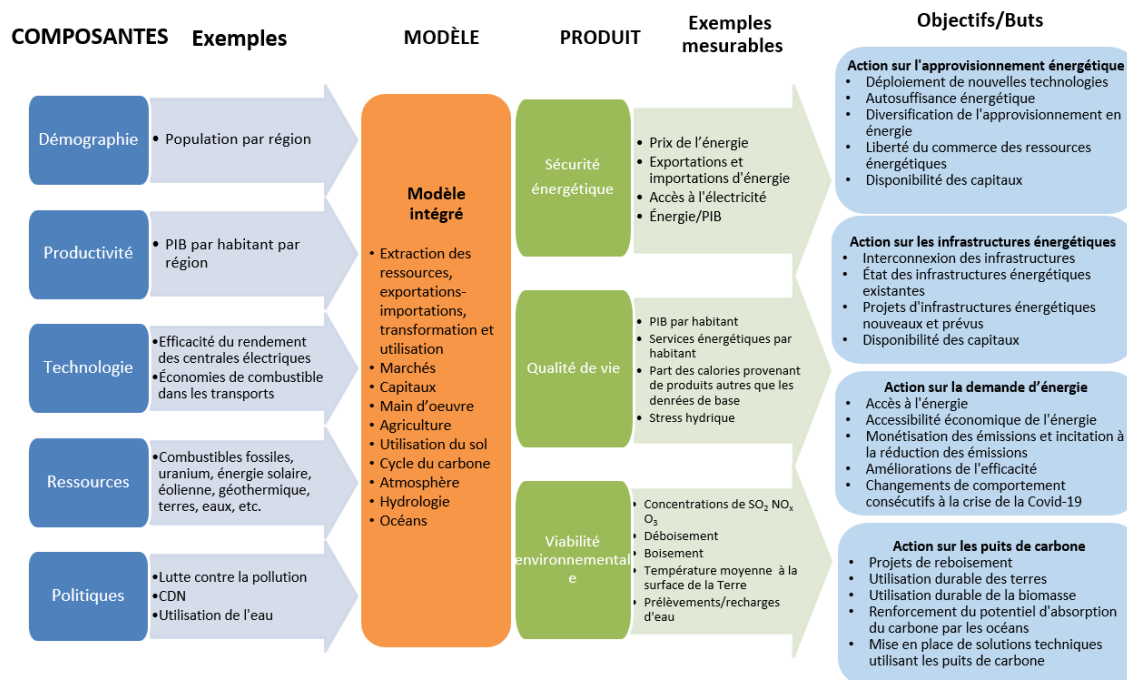 COMPOSANTES
Exemples
MODÈLE
PRODUIT
Exemples
mesurables
Objectifs/Buts
Démographie
• Population par région
Productivité
• PIB par habitant par
région
Technologie
•Efficacité du rendement
des centrales électriques
•Économies de combustible
dans les transports
Ressources
•Combustibles fossiles,
uranium, énergie solaire,
éolienne, géothermique,
terres, eaux, etc.
Politiques
•Lutte contre la pollution
•CDN
•Utilisation de l'eau
Modèle
intégré
• Extraction des
ressources,
exportations-
importations,
transformation et
utilisation
• Marchés
• Capitaux
• Main d'oeuvre
• Agriculture
• Utilisation du sol
• Cycle du carbone
• Atmosphère
• Hydrologie
• Océans
Sécurité
énergétique
• Prix de l’énergie
• Exportations et
importations d'énergie
• Accès à l'électricité
• Énergie/PIB
Qualité de vie
• PIB par habitant
• Services énergétiques par
habitant
• Part des calories provenant
de produits autres que les
denrées de base
• Stress hydrique
Viabilité
environnemental
e
• Concentrations de SO₂ NOₓ
O₃
• Déboisement
• Boisement
• Température moyenne à la
surface de la Terre
• Prélèvements/recharges
d'eau
Action sur l'approvisionnement énergétique
• Déploiement de nouvelles technologies
• Autosuffisance énergétique
• Diversification de l'approvisionnement en
énergie
• Liberté du commerce des ressources
énergétiques
• Disponibilité des capitaux
Action sur les infrastructures énergétiques
• Interconnexion des infrastructures
• État des infrastructures énergétiques
existantes
• Projets d'infrastructures énergétiques
nouveaux et prévus
• Disponibilité des capitaux
Action sur la demande d’énergie
• Accès à l'énergie
• Accessibilité économique de l'énergie
• Monétisation des émissions et incitation à
la réduction des émissions
• Améliorations de l'efficacité
• Changements de comportement
consécutifs à la crise de la Covid-19
Action sur les puits de carbone
• Projets de reboisement
• Utilisation durable des terres
• Utilisation durable de la biomasse
• Renforcement du potentiel d'absorption
du carbone par les océans
• Mise en place de solutions techniques
utilisant les puits de carbone